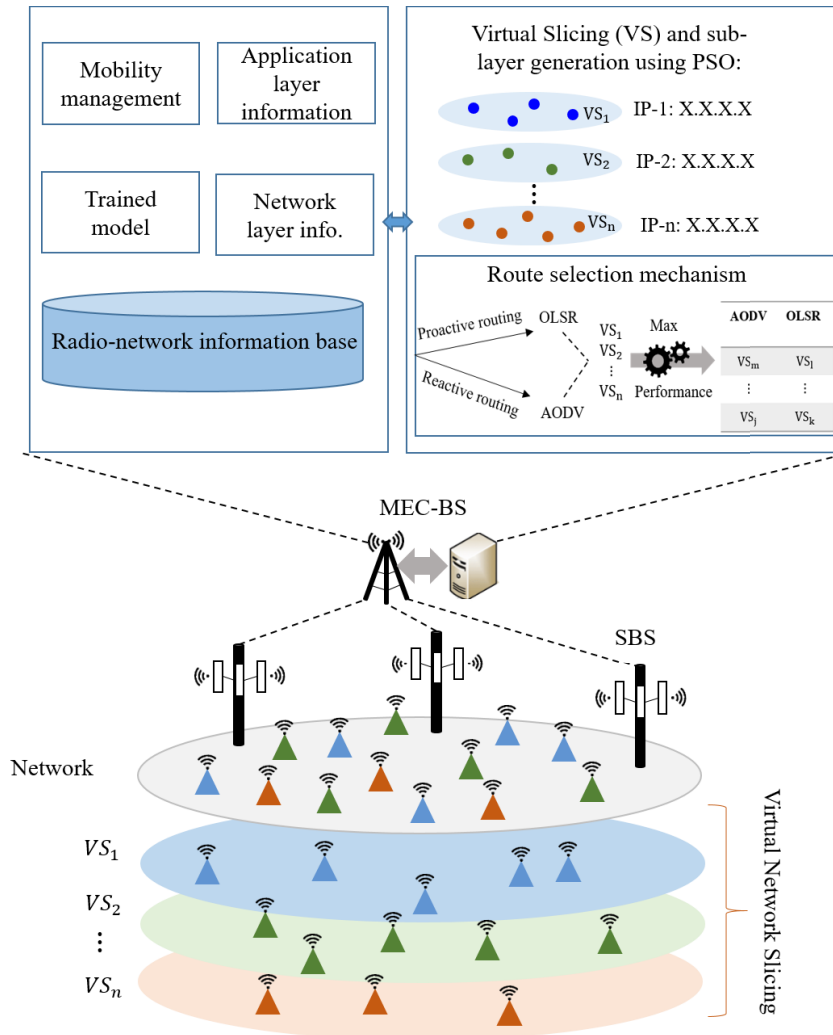 Mobility
management
Application
layer
information
Trained
model
Network
layer info.
Radio-network information base
Virtual Slicing (VS) and sub-
layer generation using PSO:
VS₁ IP-1: X.X.X.X
VS₂ IP-2: X.X.X.X
⋮
VSₙ IP-n: X.X.X.X
Route selection mechanism
Proactive routing
Reactive routing
OLSR
AODV
VS₁
VS₂
⋮
VSₙ
Max
Performance
AODV OLSR
VSₘ VSₗ
⋮ ⋮
VSⱼ VSₖ
MEC-BS
SBS
Network
VS₁
VS₂
⋮
VSₙ
Virtual Network Slicing